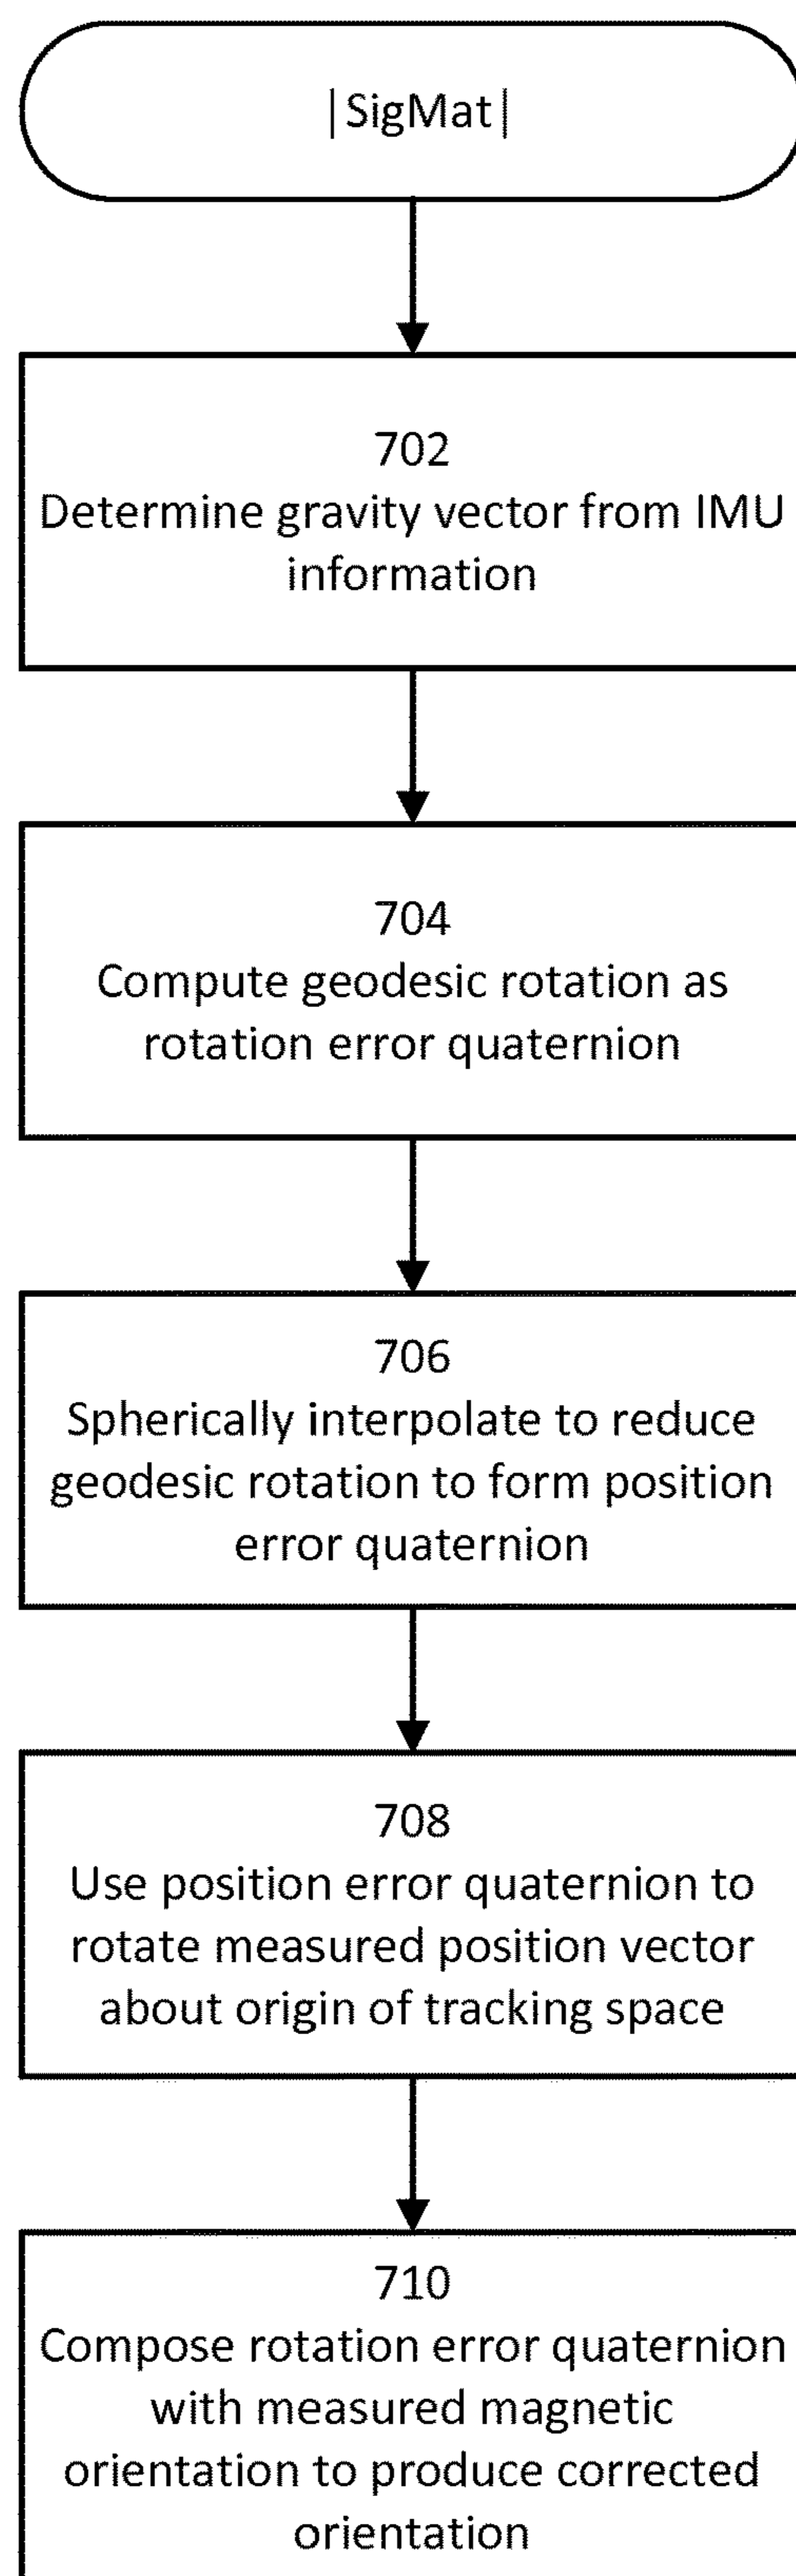 |SigMat|
702
Determine gravity vector from IMU
information
704
Compute geodesic rotation as
rotation error quaternion
706
Spherically interpolate to reduce
geodesic rotation to form position
error quaternion
708
Use position error quaternion to
rotate measured position vector
about origin of tracking space
710
Compose rotation error quaternion
with measured magnetic
orientation to produce corrected
orientation